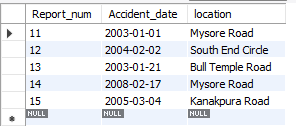 Report_num Accident_date location
11 2003-01-01 Mysore Road
12 2004-02-02 South End Circle
13 2003-01-21 Bull Temple Road
14 2008-02-17 Mysore Road
15 2005-03-04 Kanakpura Road
NULL NULL NULL